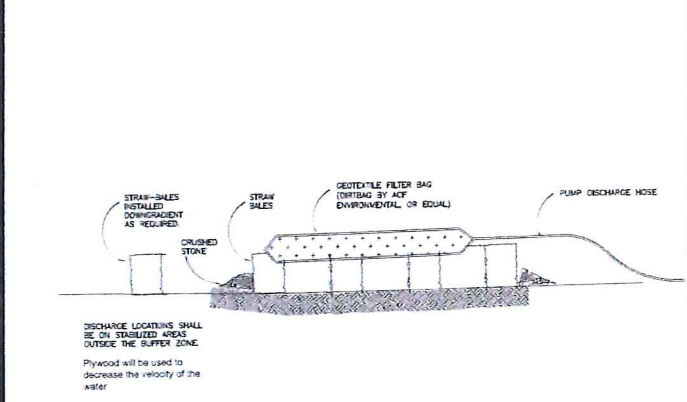 STRAW-BALES
INSTALLED
DOWNGRADIENT
AS REQUIRED.
STRAW
BALES
GEOTEXTILE FILTER BAG
(DIRTBAG BY ACF
ENVIRONMENTAL, OR EQUAL)
PUMP DISCHARGE HOSE
CRUSHED
STONE
DISCHARGE LOCATIONS SHALL
BE ON STABILIZED AREAS
OUTSIDE THE BUFFER ZONE.
Plywood will be used to
decrease the velocity of the
water